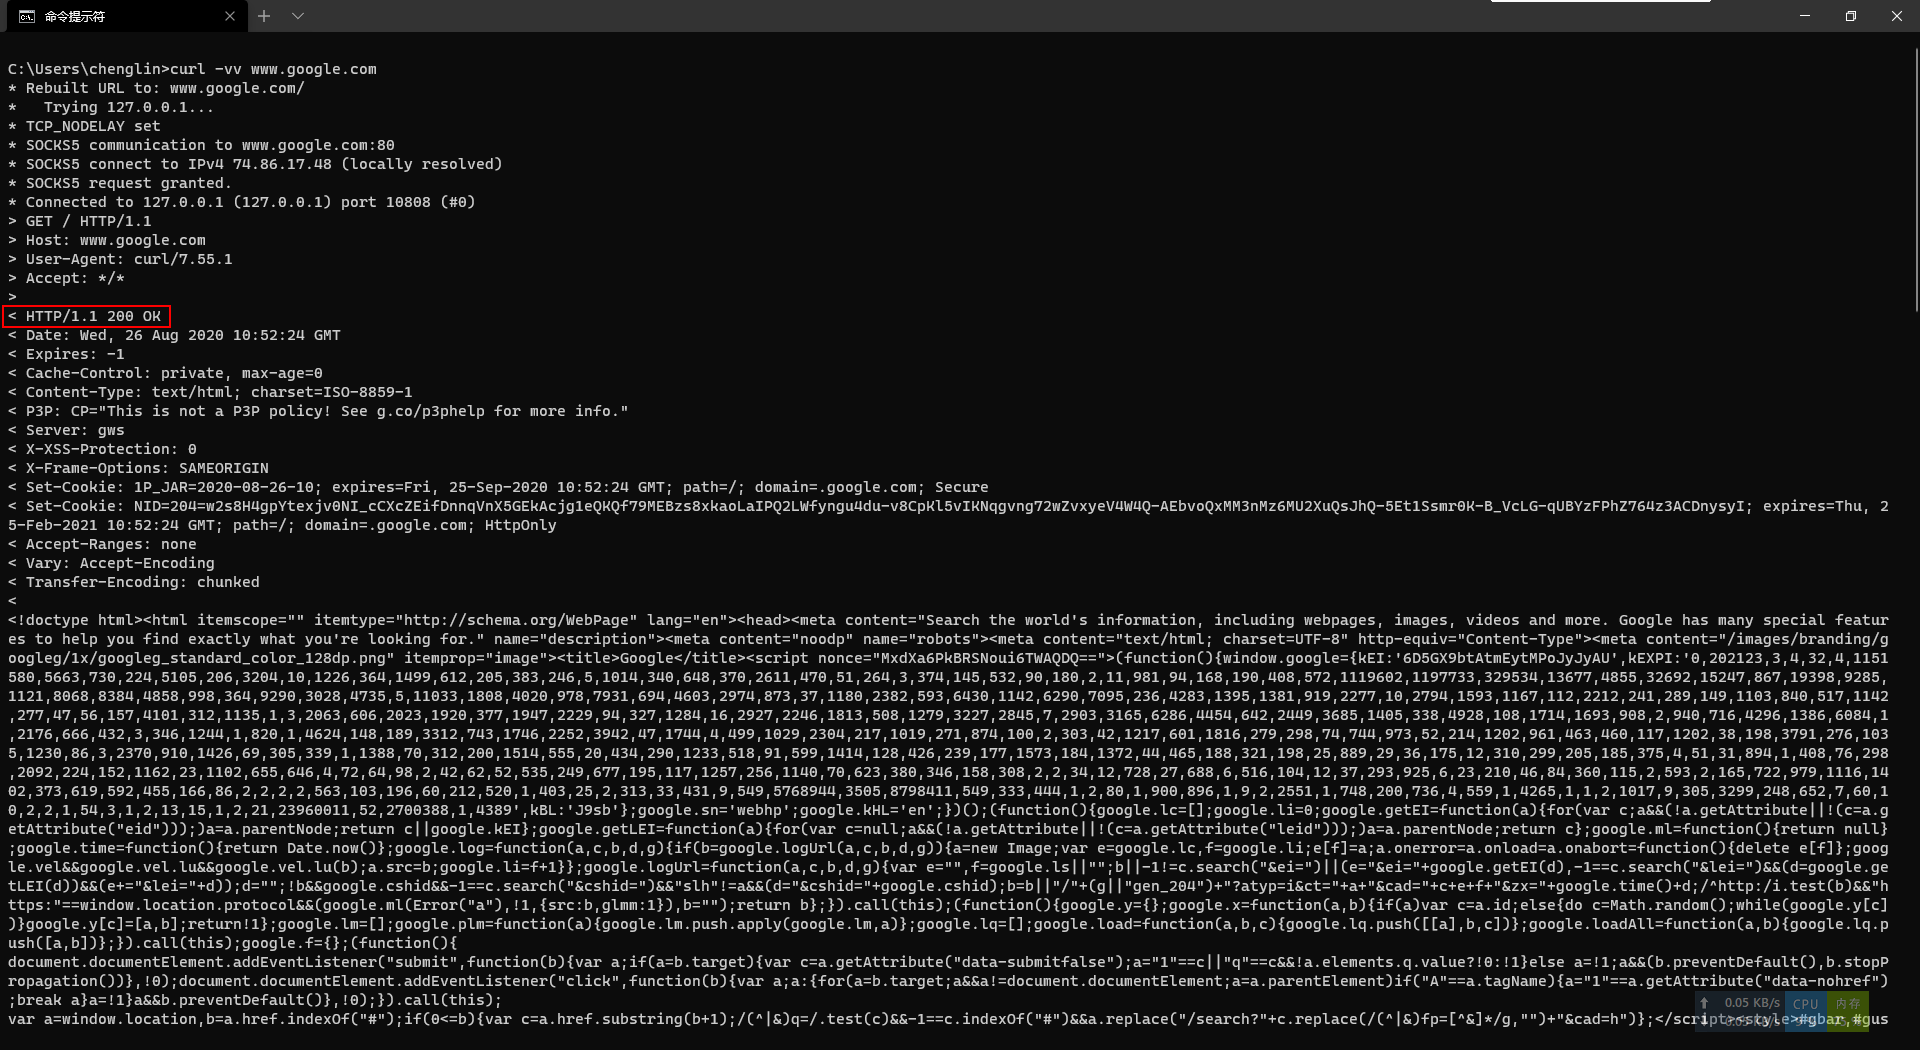 命令提示符
C:\Users\chenglin>curl -vv www.google.com
* Rebuilt URL to: www.google.com/
*   Trying 127.0.0.1...
* TCP_NODELAY set
* SOCKS5 communication to www.google.com:80
* SOCKS5 connect to IPv4 74.86.17.48 (locally resolved)
* SOCKS5 request granted.
* Connected to 127.0.0.1 (127.0.0.1) port 10808 (#0)
> GET / HTTP/1.1
> Host: www.google.com
> User-Agent: curl/7.55.1
> Accept: */*
>
< HTTP/1.1 200 OK
< Date: Wed, 26 Aug 2020 10:52:24 GMT
< Expires: -1
< Cache-Control: private, max-age=0
< Content-Type: text/html; charset=ISO-8859-1
< P3P: CP="This is not a P3P policy! See g.co/p3phelp for more info."
< Server: gws
< X-XSS-Protection: 0
< X-Frame-Options: SAMEORIGIN
< Set-Cookie: 1P_JAR=2020-08-26-10; expires=Fri, 25-Sep-2020 10:52:24 GMT; path=/; domain=.google.com; Secure
< Set-Cookie: NID=204=w2s8H4gpYtexjv0NI_cCXcZEifDnnqVnX5GEkAcjg1eQKQf79MEBzs8xkaoLaIPQ2LWfyngu4du-v8CpKl5vIKNqgvng72wZvxyeV4W4Q-AEbvoQxMM3nMz6MU2XuQsJhQ-5Et1Ssmr0K-B_VcLG-qUBYzFPhZ764z3ACDnysyI; expires=Thu, 2
5-Feb-2021 10:52:24 GMT; path=/; domain=.google.com; HttpOnly
< Accept-Ranges: none
< Vary: Accept-Encoding
< Transfer-Encoding: chunked
<
<!doctype html><html itemscope="" itemtype="http://schema.org/WebPage" lang="en"><head><meta content="Search the world's information, including webpages, images, videos and more. Google has many special featur
es to help you find exactly what you're looking for." name="description"><meta content="noodp" name="robots"><meta content="text/html; charset=UTF-8" http-equiv="Content-Type"><meta content="/images/branding/g
oogleg/1x/googleg_standard_color_128dp.png" itemprop="image"><title>Google</title><script nonce="MxdXa6PkBRSNoui6TWAQDQ==">(function(){window.google={kEI:'6D5GX9btAtmEytMPoJyJyAU',kEXPI:'0,202123,3,4,32,4,1151
580,5663,730,224,5105,206,3204,10,1226,364,1499,612,205,383,246,5,1014,340,648,370,2611,470,51,264,3,374,145,532,90,180,2,11,981,94,168,190,408,572,1119602,1197733,329534,13677,4855,32692,15247,867,19398,9285,
1121,8068,8384,4858,998,364,9290,3028,4735,5,11033,1808,4020,978,7931,694,4603,2974,873,37,1180,2382,593,6430,1142,6290,7095,236,4283,1395,1381,919,2277,10,2794,1593,1167,112,2212,241,289,149,1103,840,517,1142
,277,47,56,157,4101,312,1135,1,3,2063,606,2023,1920,377,1947,2229,94,327,1284,16,2927,2246,1813,508,1279,3227,2845,7,2903,3165,6286,4454,642,2449,3685,1405,338,4928,108,1714,1693,908,2,940,716,4296,1386,6084,1
,2176,666,432,3,346,1244,1,820,1,4624,148,189,3312,743,1746,2252,3942,47,1744,4,499,1029,2304,217,1019,271,874,100,2,303,42,1217,601,1816,279,298,74,744,973,52,214,1202,961,463,460,117,1202,38,198,3791,276,103
5,1230,86,3,2370,910,1426,69,305,339,1,1388,70,312,200,1514,555,20,434,290,1233,518,91,599,1414,128,426,239,177,1573,184,1372,44,465,188,321,198,25,889,29,36,175,12,310,299,205,185,375,4,51,31,894,1,408,76,298
,2092,224,152,1162,23,1102,655,646,4,72,64,98,2,42,62,52,535,249,677,195,117,1257,256,1140,70,623,380,346,158,308,2,2,34,12,728,27,688,6,516,104,12,37,293,925,6,23,210,46,84,360,115,2,593,2,165,722,979,1116,14
02,373,619,592,455,166,86,2,2,2,2,563,103,196,60,212,520,1,403,25,2,313,33,431,9,549,5768944,3505,8798411,549,333,444,1,2,80,1,900,896,1,9,2,2551,1,748,200,736,4,559,1,4265,1,1,2,1017,9,305,3299,248,652,7,60,1
0,2,2,1,54,3,1,2,13,15,1,2,21,23960011,52,2700388,1,4389',kBL:'J9sb'};google.sn='webhp';google.kHL='en';})();(function(){google.lc=[];google.li=0;google.getEI=function(a){for(var c;a&&(!a.getAttribute||!(c=a.g
etAttribute("eid")));)a=a.parentNode;return c||google.kEI};google.getLEI=function(a){for(var c=null;a&&(!a.getAttribute||!(c=a.getAttribute("leid")));)a=a.parentNode;return c};google.ml=function(){return null}
;google.time=function(){return Date.now()};google.log=function(a,c,b,d,g){if(b=google.logUrl(a,c,b,d,g)){a=new Image;var e=google.lc,f=google.li;e[f]=a;a.onerror=a.onload=a.onabort=function(){delete e[f]};goog
le.vel&&google.vel.lu&&google.vel.lu(b);a.src=b;google.li=f+1}};google.logUrl=function(a,c,b,d,g){var e="",f=google.ls||"";b||-1!=c.search("&ei=")||(e="&ei="+google.getEI(d),-1==c.search("&lei=")&&(d=google.ge
tLEI(d))&&(e+="&lei="+d));d="";!b&&google.cshid&&-1==c.search("&cshid=")&&"slh"!=a&&(d="&cshid="+google.cshid);b=b||"/"+(g||"gen_204")+"?atyp=i&ct="+a+"&cad="+c+e+f+"&zx="+google.time()+d;/^http:/i.test(b)&&"h
ttps:"==window.location.protocol&&(google.ml(Error("a"),!1,{src:b,glmm:1}),b="");return b};}).call(this);(function(){google.y={};google.x=function(a,b){if(a)var c=a.id;else{do c=Math.random();while(google.y[c]
)}google.y[c]=[a,b];return!1};google.lm=[];google.plm=function(a){google.lm.push.apply(google.lm,a)};google.lq=[];google.load=function(a,b,c){google.lq.push([[a],b,c])};google.loadAll=function(a,b){google.lq.p
ush([a,b])};}).call(this);google.f={};(function(){
document.documentElement.addEventListener("submit",function(b){var a;if(a=b.target){var c=a.getAttribute("data-submitfalse");a="1"==c||"q"==c&&!a.elements.q.value?!0:!1}else a=!1;a&&(b.preventDefault(),b.stopP
ropagation())},!0);document.documentElement.addEventListener("click",function(b){var a;a:{for(a=b.target;a&&a!=document.documentElement;a=a.parentElement)if("A"==a.tagName){a="1"==a.getAttribute("data-nohref")
;break a}a=!1}a&&b.preventDefault()},!0);}).call(this);
↑ 0.05 KB/s CPU 内存
var a=window.location,b=a.href.indexOf("#");if(0<=b){var c=a.href.substring(b+1);/(^|&)q=/.test(c)&&-1==c.indexOf("#")&&a.replace("/search?"+c.replace(/(^|&)fp=[^&]*/g,"")+"&cad=h")};</script><style>#gbar,#gus